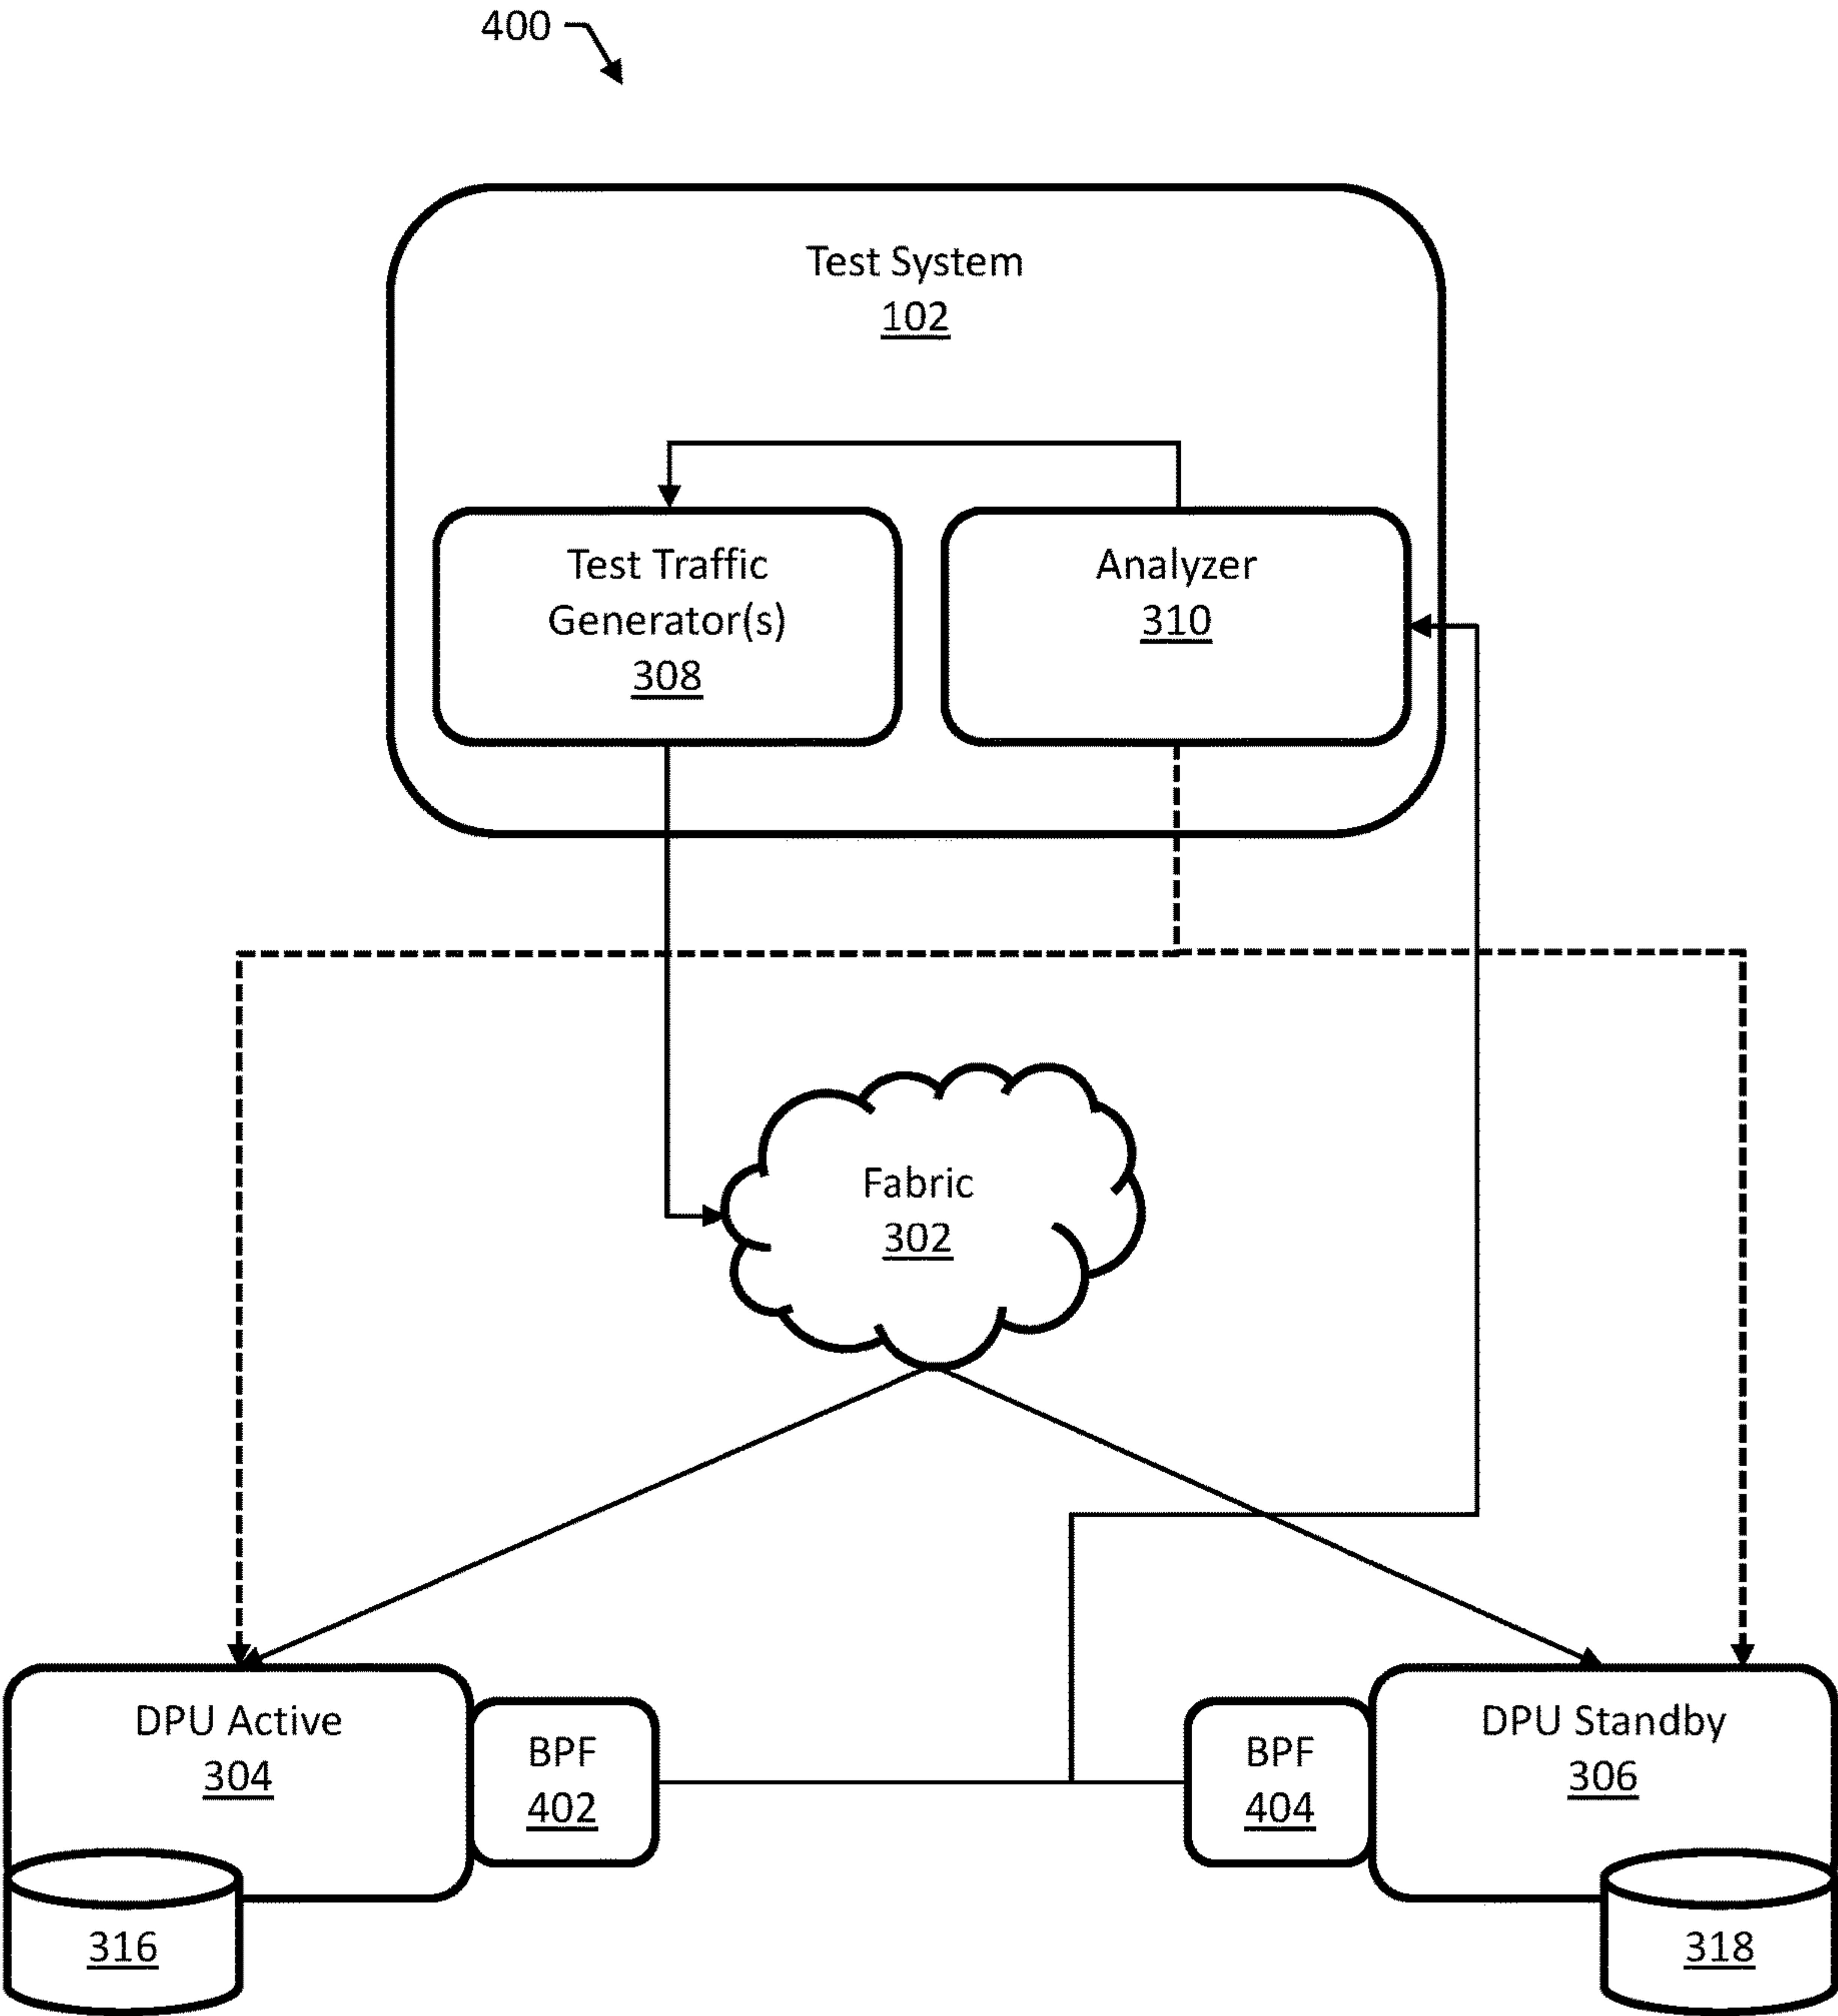 400
Test System
102
Test Traffic
Generator(s)
308
Analyzer
310
Fabric
302
DPU Active
304
BPF
402
BPF
404
DPU Standby
306
316
318